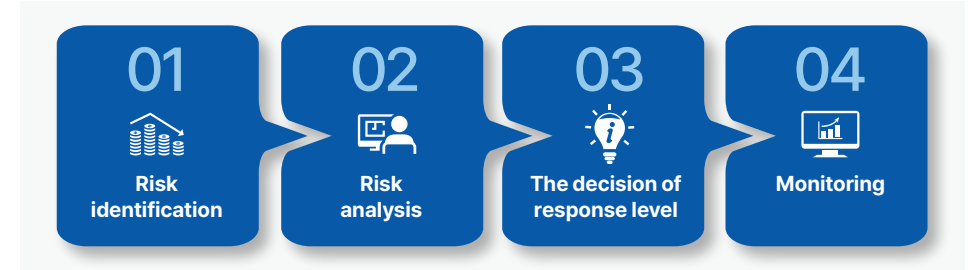 01
Risk
identification
02
Risk
analysis
03
i
The decision of
response level
04
Monitoring